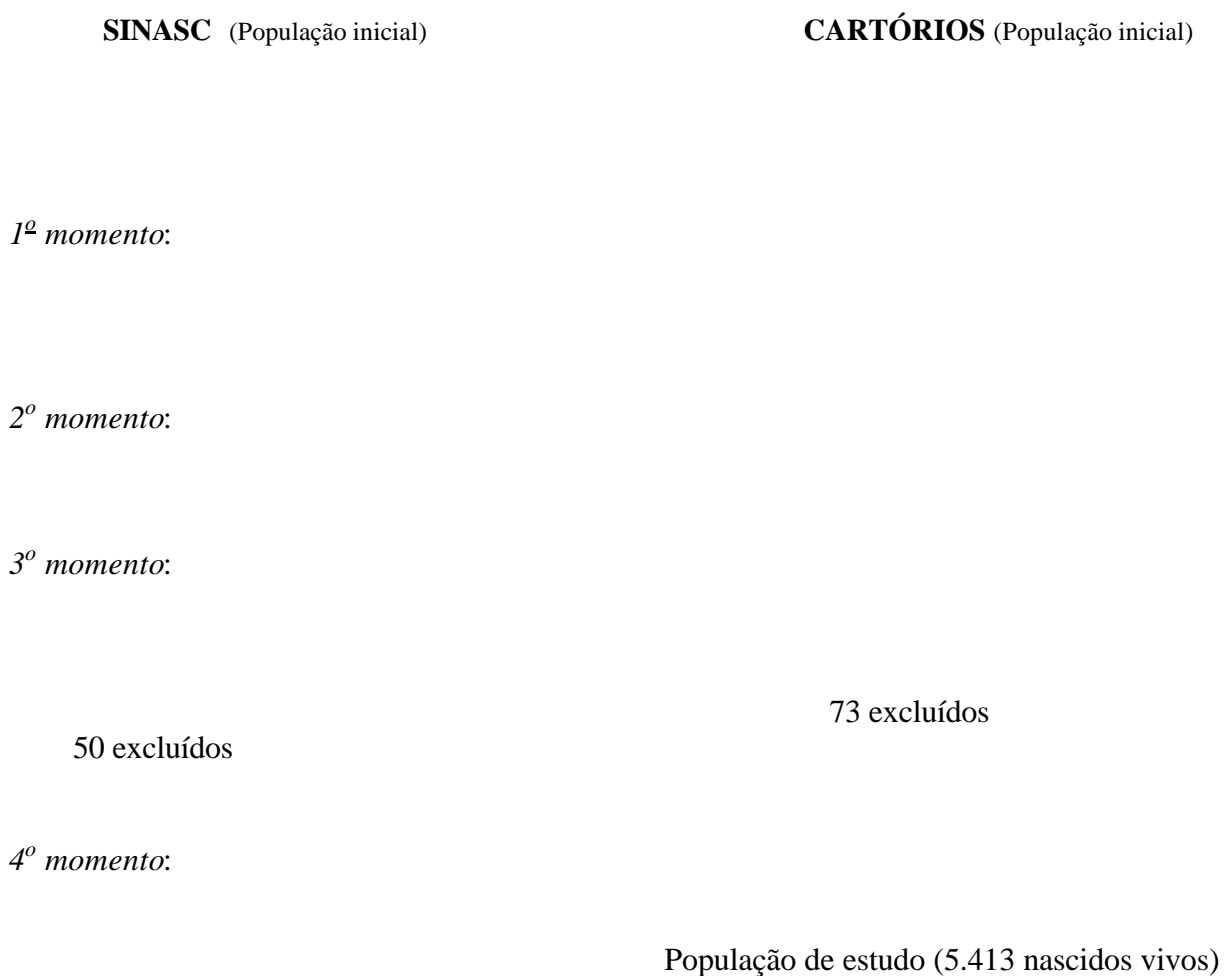 SINASC (População inicial) CARTÓRIOS (População inicial)
1º momento:
2º momento:
3º momento:
73 excluídos
50 excluídos
4º momento:
População de estudo (5.413 nascidos vivos)